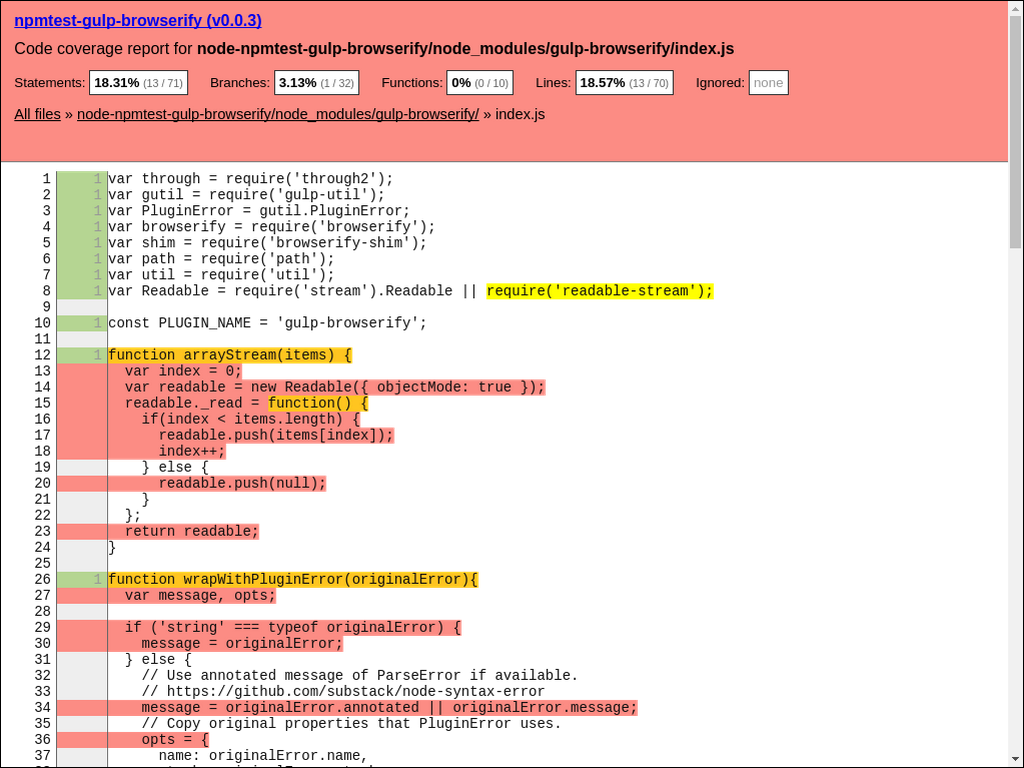 npmtest-gulp-browserify (v0.0.3)
Code coverage report for node-npmtest-gulp-browserify/node_modules/gulp-browserify/index.js
Statements: 18.31% (13 / 71) Branches: 3.13% (1 / 32) Functions: 0% (0 / 10) Lines: 18.57% (13 / 70) Ignored: none
All files » node-npmtest-gulp-browserify/node_modules/gulp-browserify/ » index.js
1 1 var through = require('through2');
2 1 var gutil = require('gulp-util');
3 1 var PluginError = gutil.PluginError;
4 1 var browserify = require('browserify');
5 1 var shim = require('browserify-shim');
6 1 var path = require('path');
7 1 var util = require('util');
8 1 var Readable = require('stream').Readable || require('readable-stream');
9
10 1 const PLUGIN_NAME = 'gulp-browserify';
11
12 1 function arrayStream(items) {
13   var index = 0;
14   var readable = new Readable({ objectMode: true });
15   readable._read = function() {
16     if(index < items.length) {
17       readable.push(items[index]);
18       index++;
19     } else {
20       readable.push(null);
21     }
22   };
23   return readable;
24 }
25
26 1 function wrapWithPluginError(originalError){
27   var message, opts;
28
29   if ('string' === typeof originalError) {
30     message = originalError;
31   } else {
32     // Use annotated message of ParseError if available.
33     // https://github.com/substack/node-syntax-error
34     message = originalError.annotated || originalError.message;
35     // Copy original properties that PluginError uses.
36     opts = {
37       name: originalError.name,